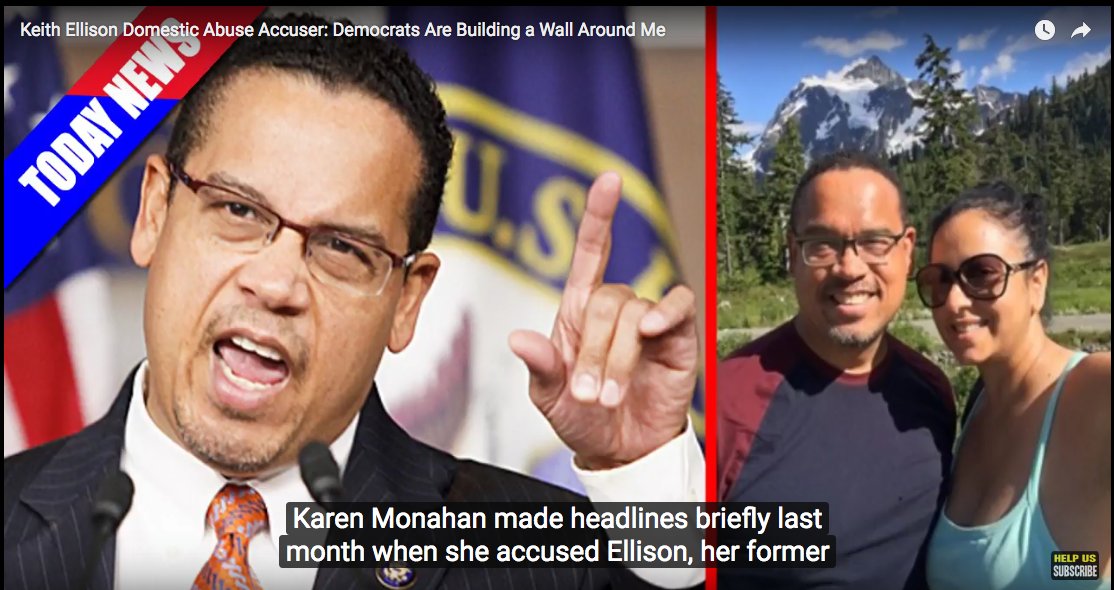 Keith Ellison Domestic Abuse Accuser: Democrats Are Building a Wall Around Me
TODAY NEWS
U.S.
Karen Monahan made headlines briefly last
month when she accused Ellison, her former
HELP US
SUBSCRIBE